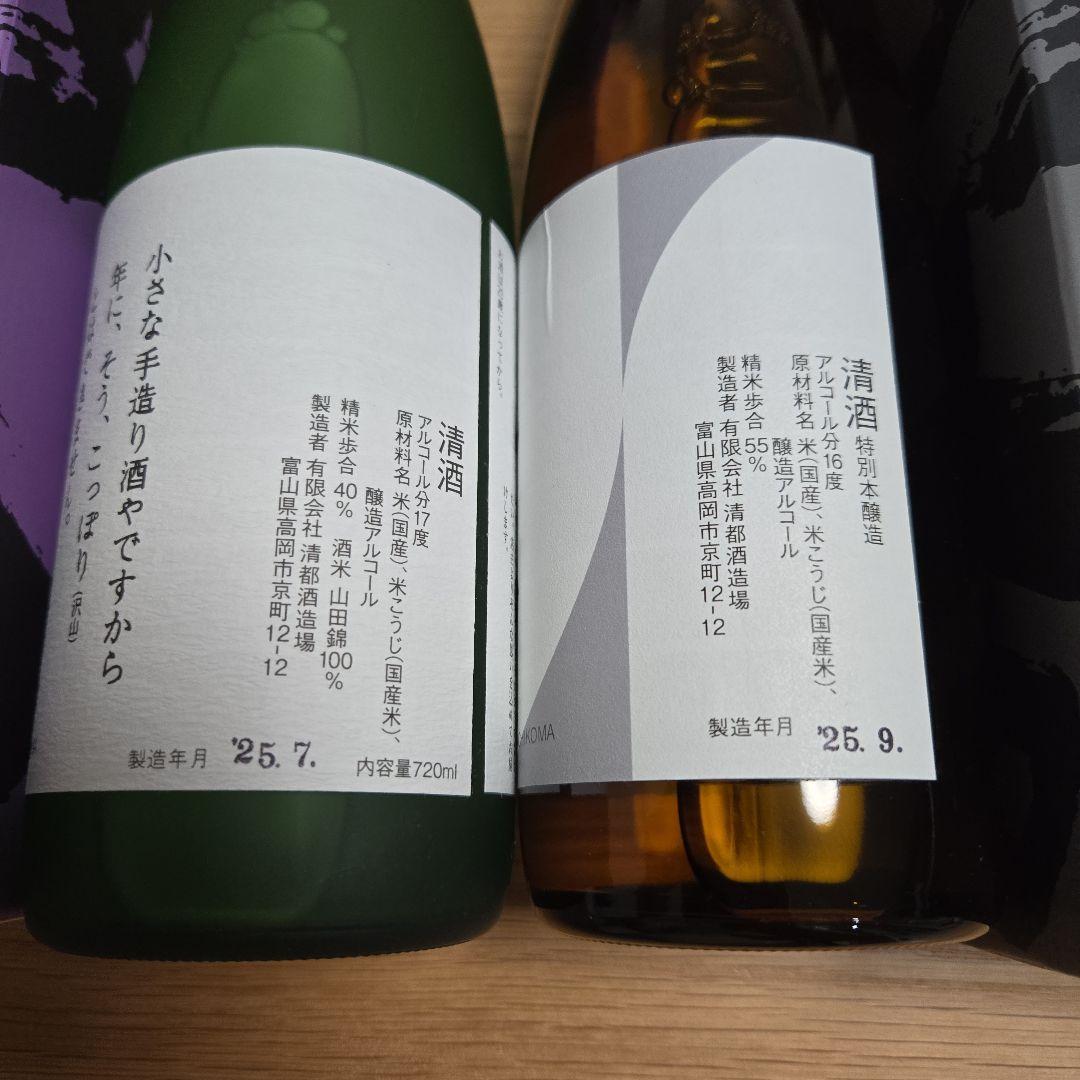 小さな手造り酒やですから
年に、そう、こっぽり(沢山)
清酒
アルコール分17度
原材料名 米(国産)、米こうじ(国産米)、
醸造アルコール
精米歩合 40% 酒米 山田錦100%
製造者 有限会社 清都酒造場
富山県高岡市京町12-12
製造年月 '25.7.
内容量720ml
清酒 特別本醸造
アルコール分16度
原材料名 米(国産)、米こうじ(国産米)、
醸造アルコール
精米歩合 55%
製造者 有限会社 清都酒造場
富山県高岡市京町12-12
製造年月 '25.9.